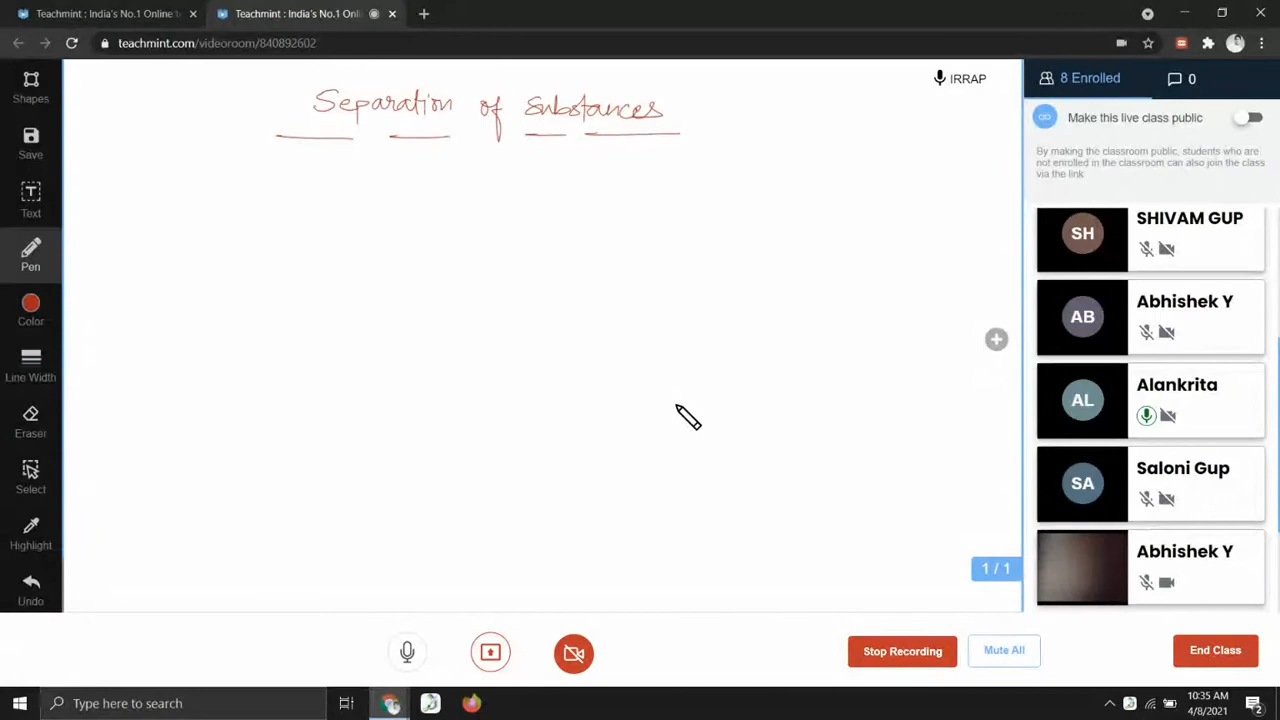 Teachmint : India's No.1 Online t
Teachmint : India's No.1 Onli
teachmint.com/videoroom/840892602
Shapes
Save
Text
Pen
Color
Line Width
Eraser
Select
Highlight
Undo
Separation of Substances
IRRAP
1 / 1
8 Enrolled
0
Make this live class public
By making the classroom public, students who are
not enrolled in the classroom can also join the class
via the link
SH
SHIVAM GUP
AB
Abhishek Y
AL
Alankrita
SA
Saloni Gup
Abhishek Y
Stop Recording
Mute All
End Class
Type here to search
10:35 AM
4/8/2021
2